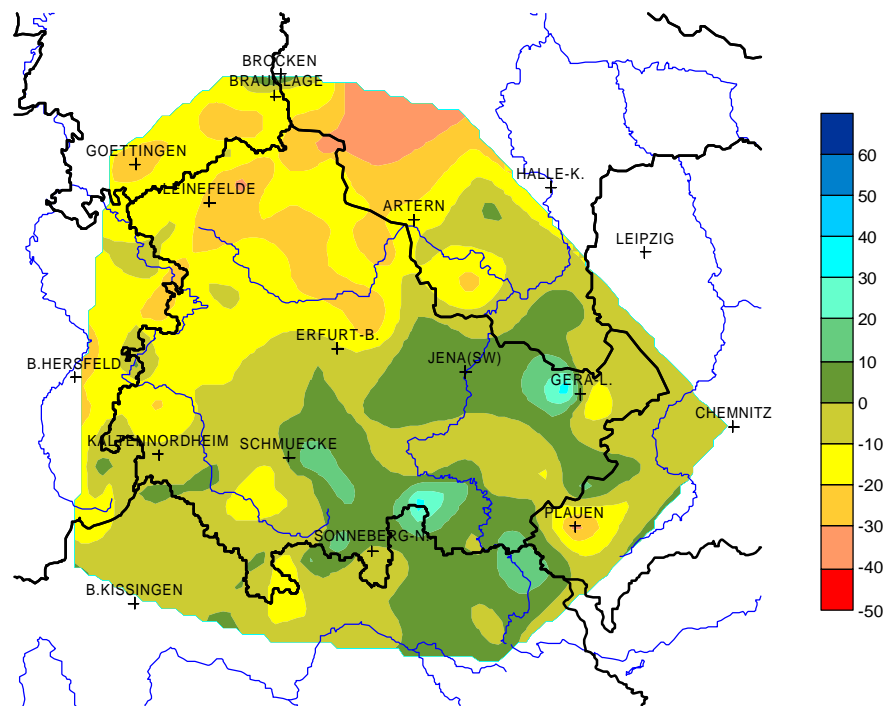 BROCKEN
BRAUNLAGE
GOETTINGEN
LEINEFELDE
HALLE-K.
ARTERN
LEIPZIG
ERFURT-B.
JENA(SW)
B.HERSFELD
GERA-L.
CHEMNITZ
KALTENNORDHEIM
SCHMUECKE
PLAUEN
SONNEBERG-N.
B.KISSINGEN
60
50
40
30
20
10
0
-10
-20
-30
-40
-50